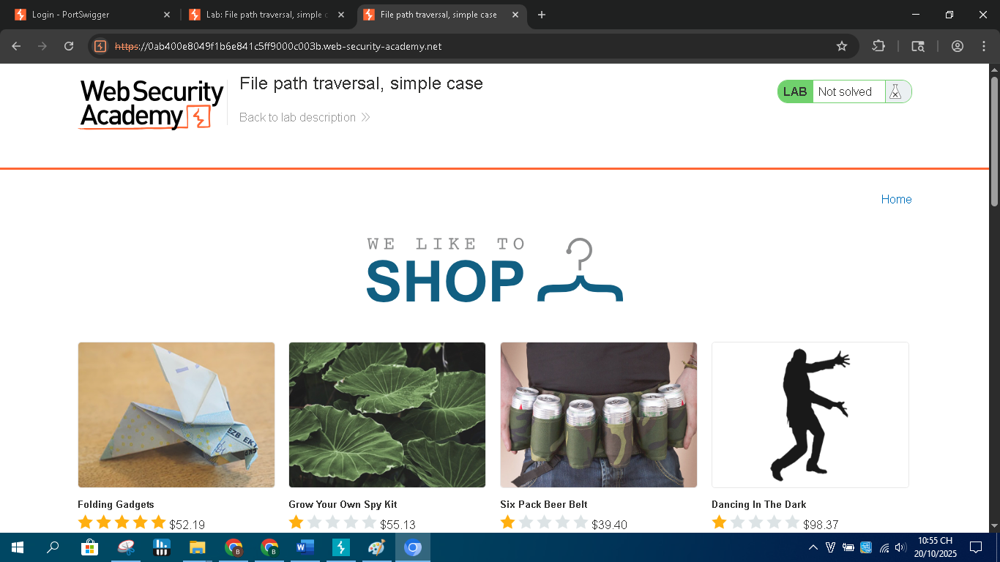 Login - PortSwigger
Lab: File path traversal, simple c
File path traversal, simple case
https://0ab400e8049f1b6e841c5ff9000c003b.web-security-academy.net
Web Security
Academy
File path traversal, simple case
Back to lab description
LAB Not solved
Home
WE LIKE TO
SHOP
EZB EK
Folding Gadgets
$52.19
Grow Your Own Spy Kit
$55.13
Six Pack Beer Belt
$39.40
Dancing In The Dark
$98.37
10:55 CH
20/10/2025